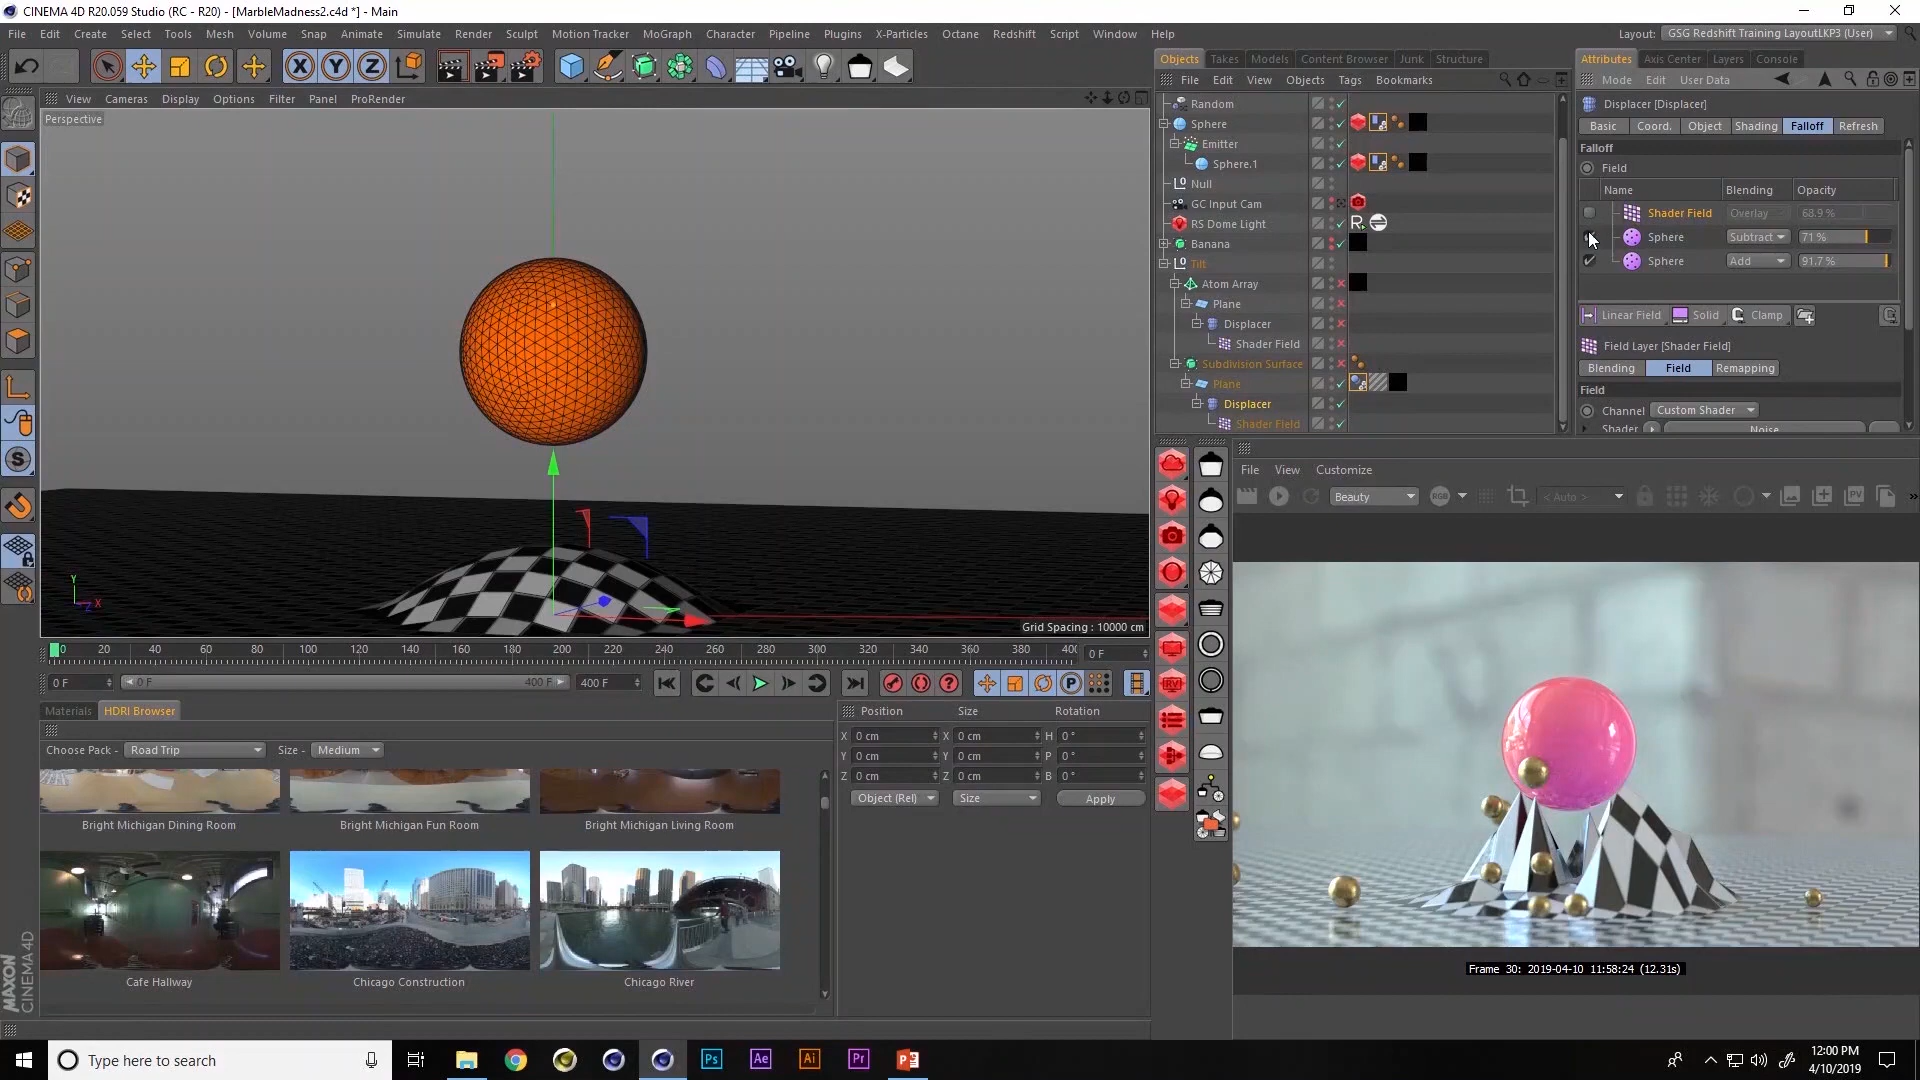 CINEMA 4D R20.059 Studio (RC - R20) - [MarbleMadness2.c4d *] - Main
File Edit Create Select Tools Mesh Volume Snap Animate Simulate Render Sculpt Motion Tracker MoGraph Character Pipeline Plugins X-Particles Octane Redshift Script Window Help
Layout: GSG Redshift Training LayoutLKP3 (User)
View Cameras Display Options Filter Panel ProRender
Perspective
Y
X
Z
Grid Spacing : 10000 cm
0 20 40 60 80 100 120 140 160 180 200 220 240 260 280 300 320 340 360 380
0 F
0 F
0 F
400 F
400 F
Materials HDRI Browser
Choose Pack - Road Trip Size - Medium
Bright Michigan Dining Room
Bright Michigan Fun Room
Bright Michigan Living Room
Cafe Hallway
Chicago Construction
Chicago River
MAXON
CINEMA 4D
Position Size Rotation
X 0 cm X 0 cm H 0 °
Y 0 cm Y 0 cm P 0 °
Z 0 cm Z 0 cm B 0 °
Object (Rel) Size Apply
Objects Takes Models Content Browser Junk Structure
File Edit View Objects Tags Bookmarks
Random
Sphere
Emitter
Sphere.1
Null
GC Input Cam
RS Dome Light
Banana
Tilt
Atom Array
Plane
Displacer
Shader Field
Subdivision Surface
Plane
Displacer
Shader Field
Attributes Axis Center Layers Console
Mode Edit User Data
Displacer [Displacer]
Basic Coord. Object Shading Falloff Refresh
Falloff
Field
Name Blending Opacity
Shader Field Overlay 68.9 %
Sphere Subtract 71 %
Sphere Add 91.7 %
Linear Field Solid Clamp
Field Layer [Shader Field]
Blending Field Remapping
Field
Channel Custom Shader
Shader Noise
File View Customize
Beauty
RGB
< Auto >
PV
RV
Frame 30: 2019-04-10 11:58:24 (12.31s)
Type here to search
Ps Ae Ai Pr
12:00 PM
4/10/2019